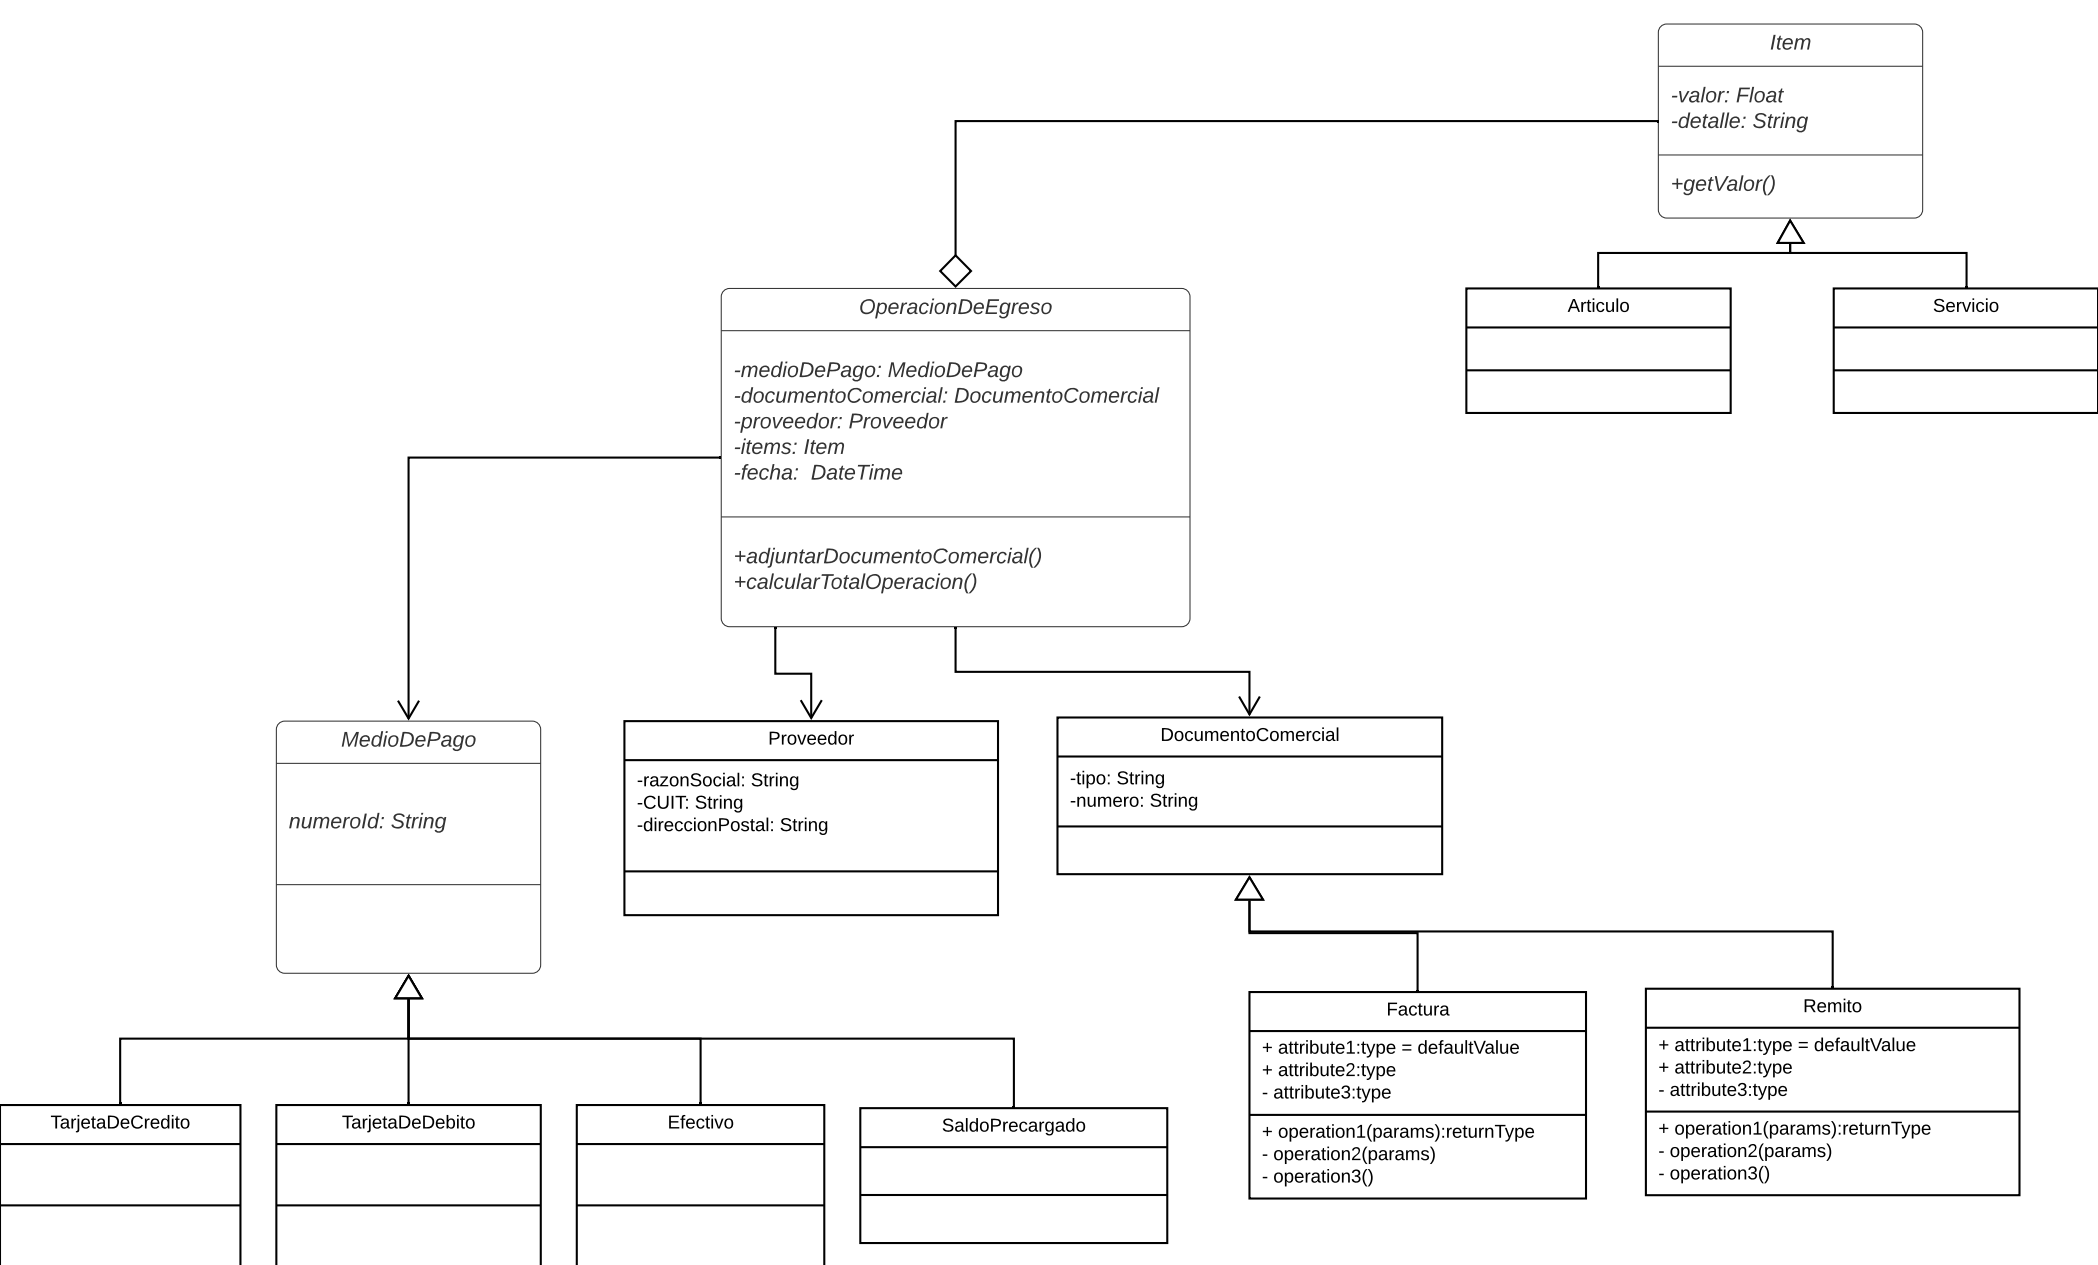 Item
-valor: Float
-detalle: String
+getValor()
Articulo
Servicio
OperacionDeEgreso
-medioDePago: MedioDePago
-documentoComercial: DocumentoComercial
-proveedor: Proveedor
-items: Item
-fecha:  DateTime
+adjuntarDocumentoComercial()
+calcularTotalOperacion()
MedioDePago
numeroId: String
Proveedor
-razonSocial: String
-CUIT: String
-direccionPostal: String
DocumentoComercial
-tipo: String
-numero: String
Factura
+ attribute1:type = defaultValue
+ attribute2:type
- attribute3:type
+ operation1(params):returnType
- operation2(params)
- operation3()
Remito
+ attribute1:type = defaultValue
+ attribute2:type
- attribute3:type
+ operation1(params):returnType
- operation2(params)
- operation3()
TarjetaDeCredito
TarjetaDeDebito
Efectivo
SaldoPrecargado